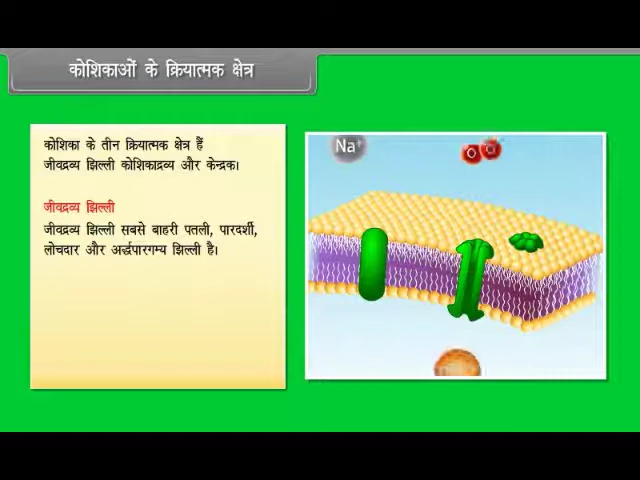 कोशिकाओं के क्रियात्मक क्षेत्र
कोशिका के तीन क्रियात्मक क्षेत्र हैं
जीवद्रव्य झिल्ली कोशिकाद्रव्य और केन्द्रक।
जीवद्रव्य झिल्ली
जीवद्रव्य झिल्ली सबसे बाहरी पतली, पारदर्शी,
लोचदार और अर्द्धपारगम्य झिल्ली है।
Na⁺
O O